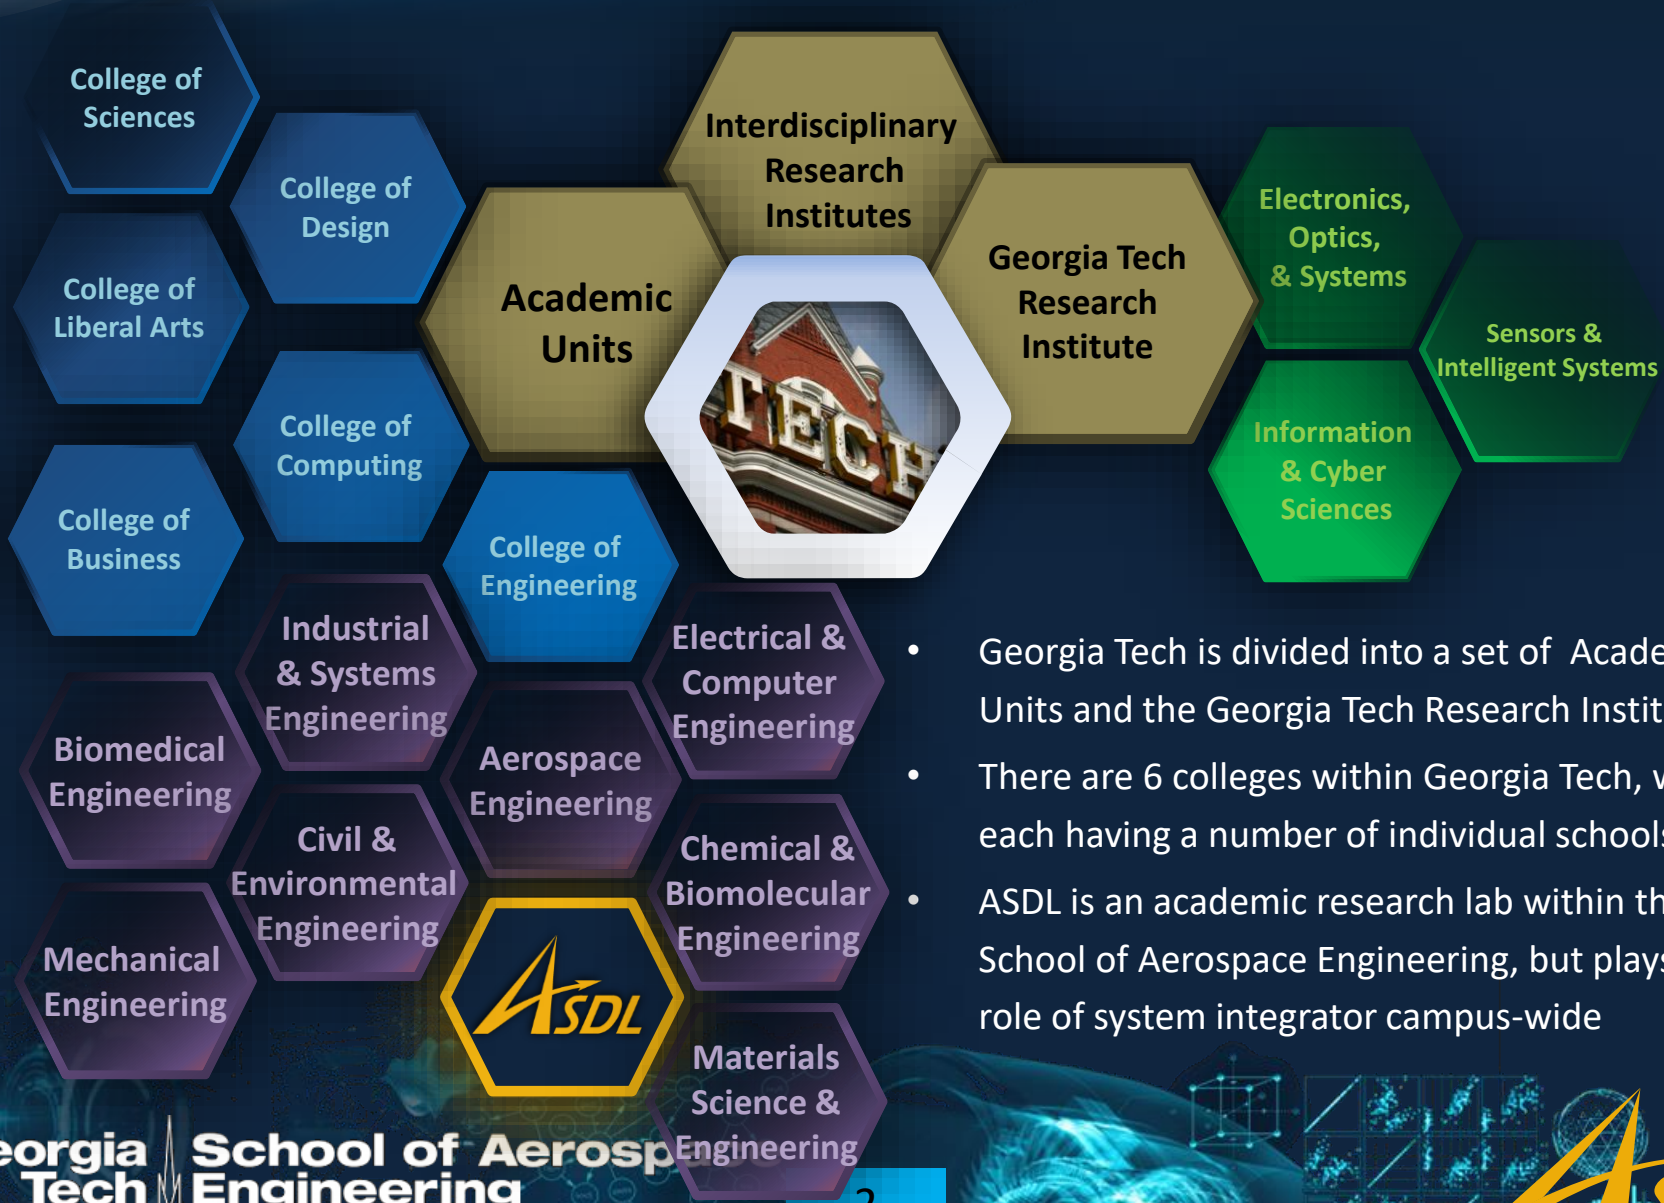 College of
Sciences
College of
Design
College of
Liberal Arts
College of
Computing
College of
Business
College of
Engineering
Academic
Units
Interdisciplinary
Research
Institutes
Georgia Tech
Research
Institute
TECH
Electronics,
Optics,
& Systems
Sensors &
Intelligent Systems
Information
& Cyber
Sciences
Industrial
& Systems
Engineering
Electrical &
Computer
Engineering
Biomedical
Engineering
Aerospace
Engineering
Civil &
Environmental
Engineering
Chemical &
Biomolecular
Engineering
Mechanical
Engineering
ASDL
Materials
Science &
Engineering
• Georgia Tech is divided into a set of Acade
Units and the Georgia Tech Research Instit
• There are 6 colleges within Georgia Tech, w
each having a number of individual schools
• ASDL is an academic research lab within th
School of Aerospace Engineering, but plays
role of system integrator campus-wide
eorgia
Tech
School of Aerosp
Engineering
2